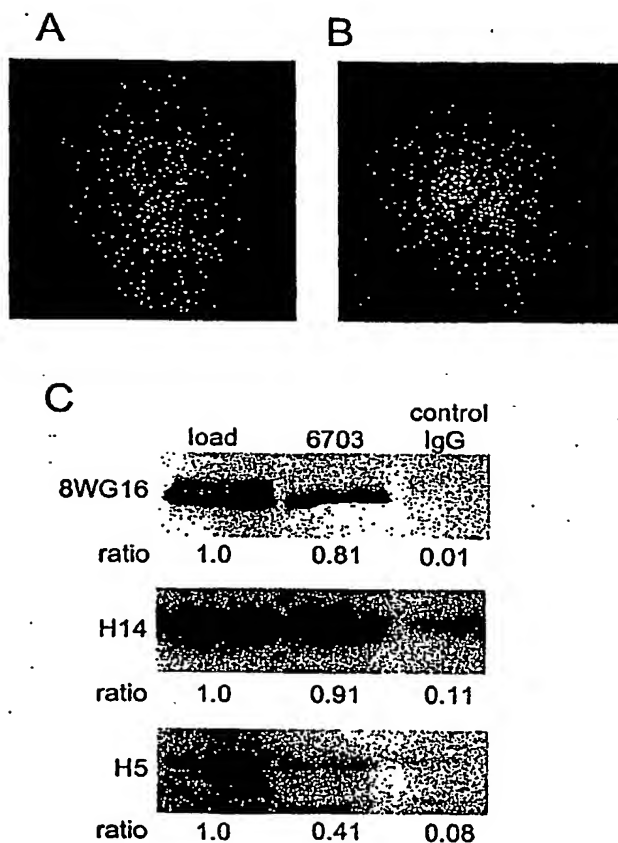 A
B
C
load 6703 control IgG
8WG16
ratio 1.0 0.81 0.01
H14
ratio 1.0 0.91 0.11
H5
ratio 1.0 0.41 0.08